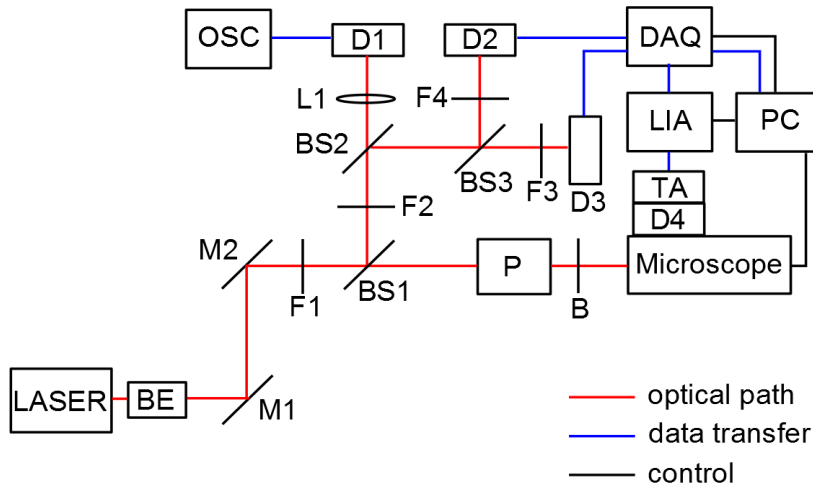 OSC
D1
D2
DAQ
L1
F4
LIA
PC
BS2
BS3
F3
D3
TA
D4
F2
M2
F1
BS1
P
B
Microscope
LASER
BE
M1
optical path
data transfer
control